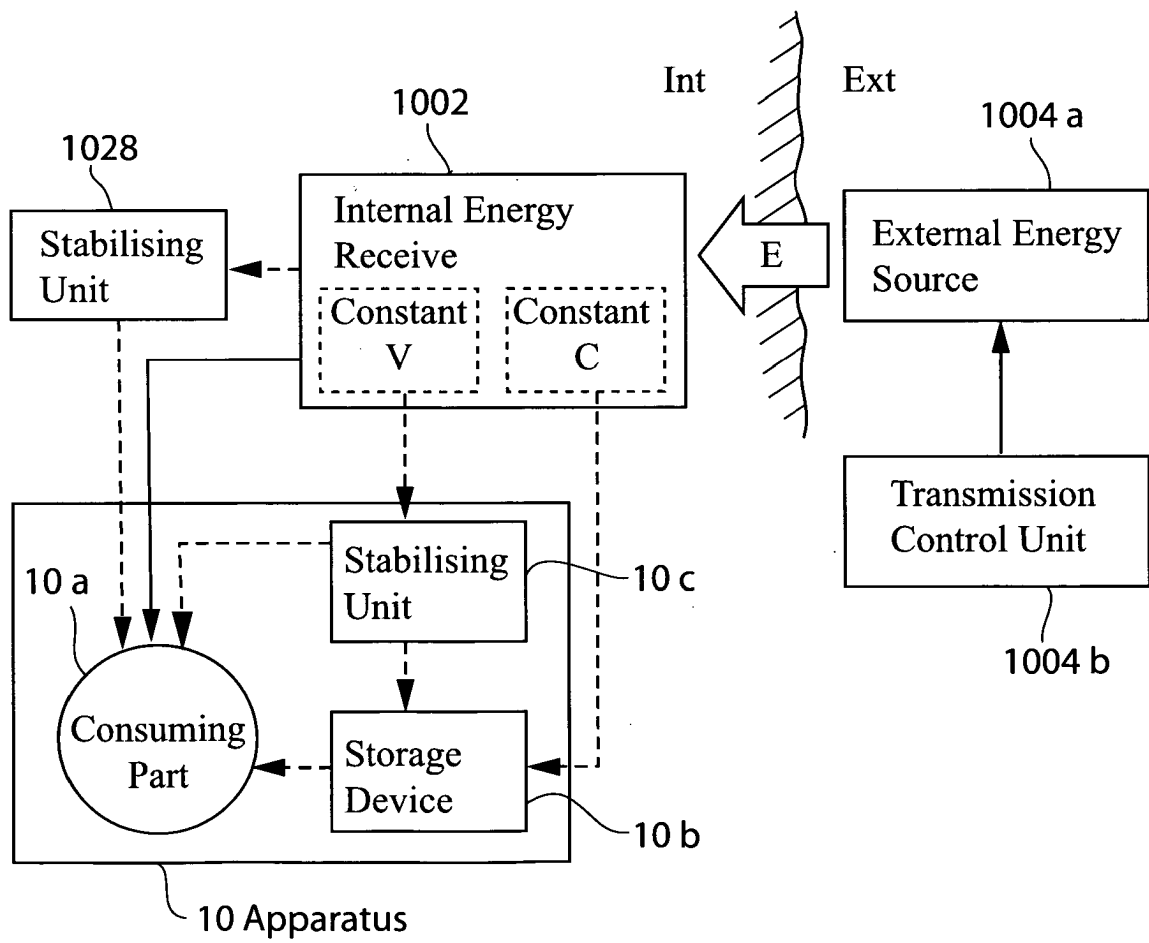 Int
Ext
1002
1004 a
1028
Internal Energy
Receive
Stabilising
Unit
E
External Energy
Source
Constant
V
Constant
C
Transmission
Control Unit
Stabilising
Unit
10 a
10 c
1004 b
Consuming
Part
Storage
Device
10 b
10 Apparatus